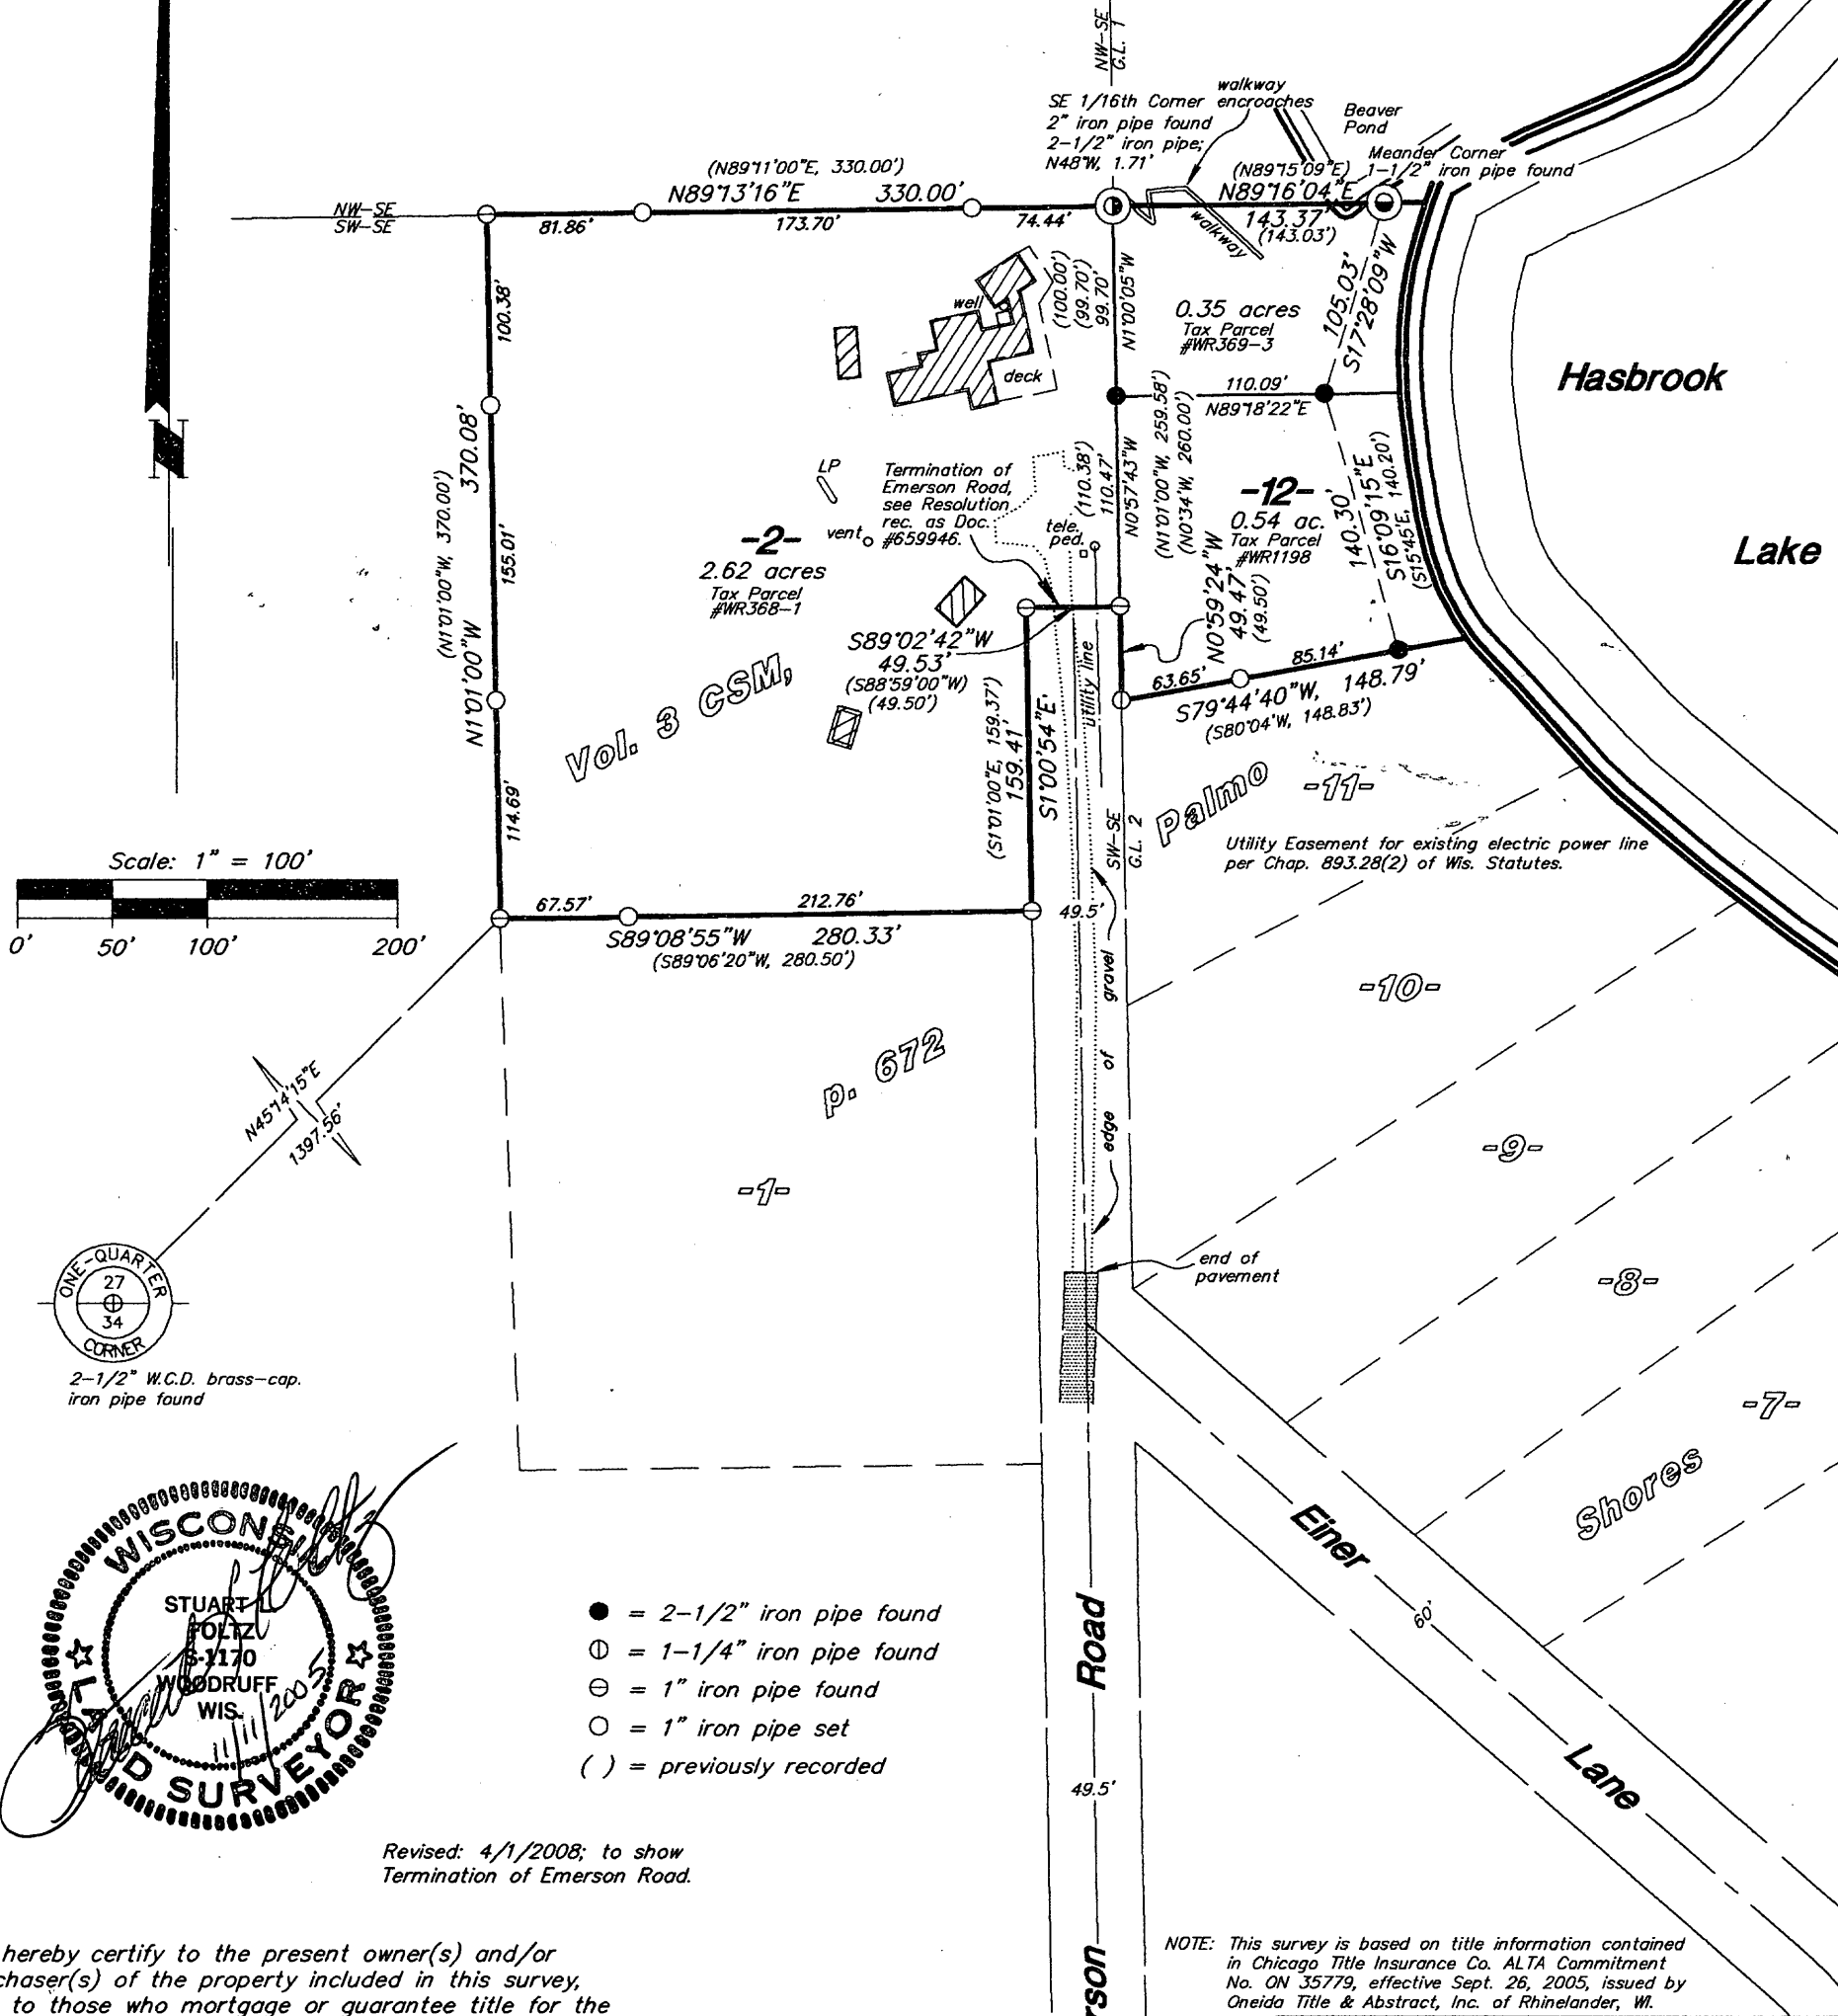 NW-SE
G.L. 1
walkway
encroaches
SE 1/16th Corner
2" iron pipe found
2-1/2" iron pipe;
N48°W, 1.71'
Beaver
Pond
Meander Corner
1-1/2" iron pipe found
(N89°11'00"E, 330.00')
N89°13'16"E 330.00'
(N89°15'09"E)
N89°16'04"E
143.37'
(143.03')
NW-SE
SW-SE
81.86'
173.70'
74.44'
walkway
100.38'
well
deck
(100.00')
(99.70')
99.70'
N1°00'05"W
0.35 acres
Tax Parcel
#WR369-3
105.03'
S17°28'09"W
Hasbrook
Lake
110.09'
N89°18'22"E
N
370.08'
(N1°01'00"W, 370.00')
155.01'
N1°01'00"W
LP
vent
Termination of
Emerson Road,
see Resolution
rec. as Doc.
#659946.
tele.
ped.
(110.38')
110.47'
N0°57'43"W
(N1°01'00"W, 259.58')
(N0°34'W, 260.00')
-12-
0.54 ac.
Tax Parcel
#WR1198
140.30'
S16°09'15"E
(S15°45'E, 140.20')
-2-
2.62 acres
Tax Parcel
#WR368-1
S89°02'42"W
49.53'
(S88°59'00"W)
(49.50')
N0°59'24"W
49.47'
(49.50')
utility line
63.65'
85.14'
S79°44'40"W, 148.79'
(S80°04'W, 148.83')
Vol. 3 CSM,
(S1°01'00"E, 159.37')
159.41'
S1°00'54"E
114.69'
Palmo
-11-
SW-SE
G.L. 2
Utility Easement for existing electric power line
per Chap. 893.28(2) of Wis. Statutes.
Scale: 1" = 100'
0' 50' 100' 200'
67.57'
212.76'
S89°08'55"W 280.33'
(S89°06'20"W, 280.50')
49.5'
edge of gravel
-10-
p. 672
N45°14'15"E
1397.56'
-1-
-9-
end of
pavement
-8-
ONE-QUARTER
27
34
CORNER
2-1/2" W.C.D. brass-cap.
iron pipe found
-7-
Shores
Einer
60'
Lane
WISCONSIN
STUART L.
FOLTZ
S-1170
WOODRUFF
WIS.
11/11/2005
LAND SURVEYOR
● = 2-1/2" iron pipe found
⦶ = 1-1/4" iron pipe found
⊖ = 1" iron pipe found
○ = 1" iron pipe set
( ) = previously recorded
Road
49.5'
Revised: 4/1/2008; to show
Termination of Emerson Road.
rson
hereby certify to the present owner(s) and/or
chaser(s) of the property included in this survey,
to those who mortgage or guarantee title for the
NOTE: This survey is based on title information contained
in Chicago Title Insurance Co. ALTA Commitment
No. ON 35779, effective Sept. 26, 2005, issued by
Oneida Title & Abstract, Inc. of Rhinelander, WI.